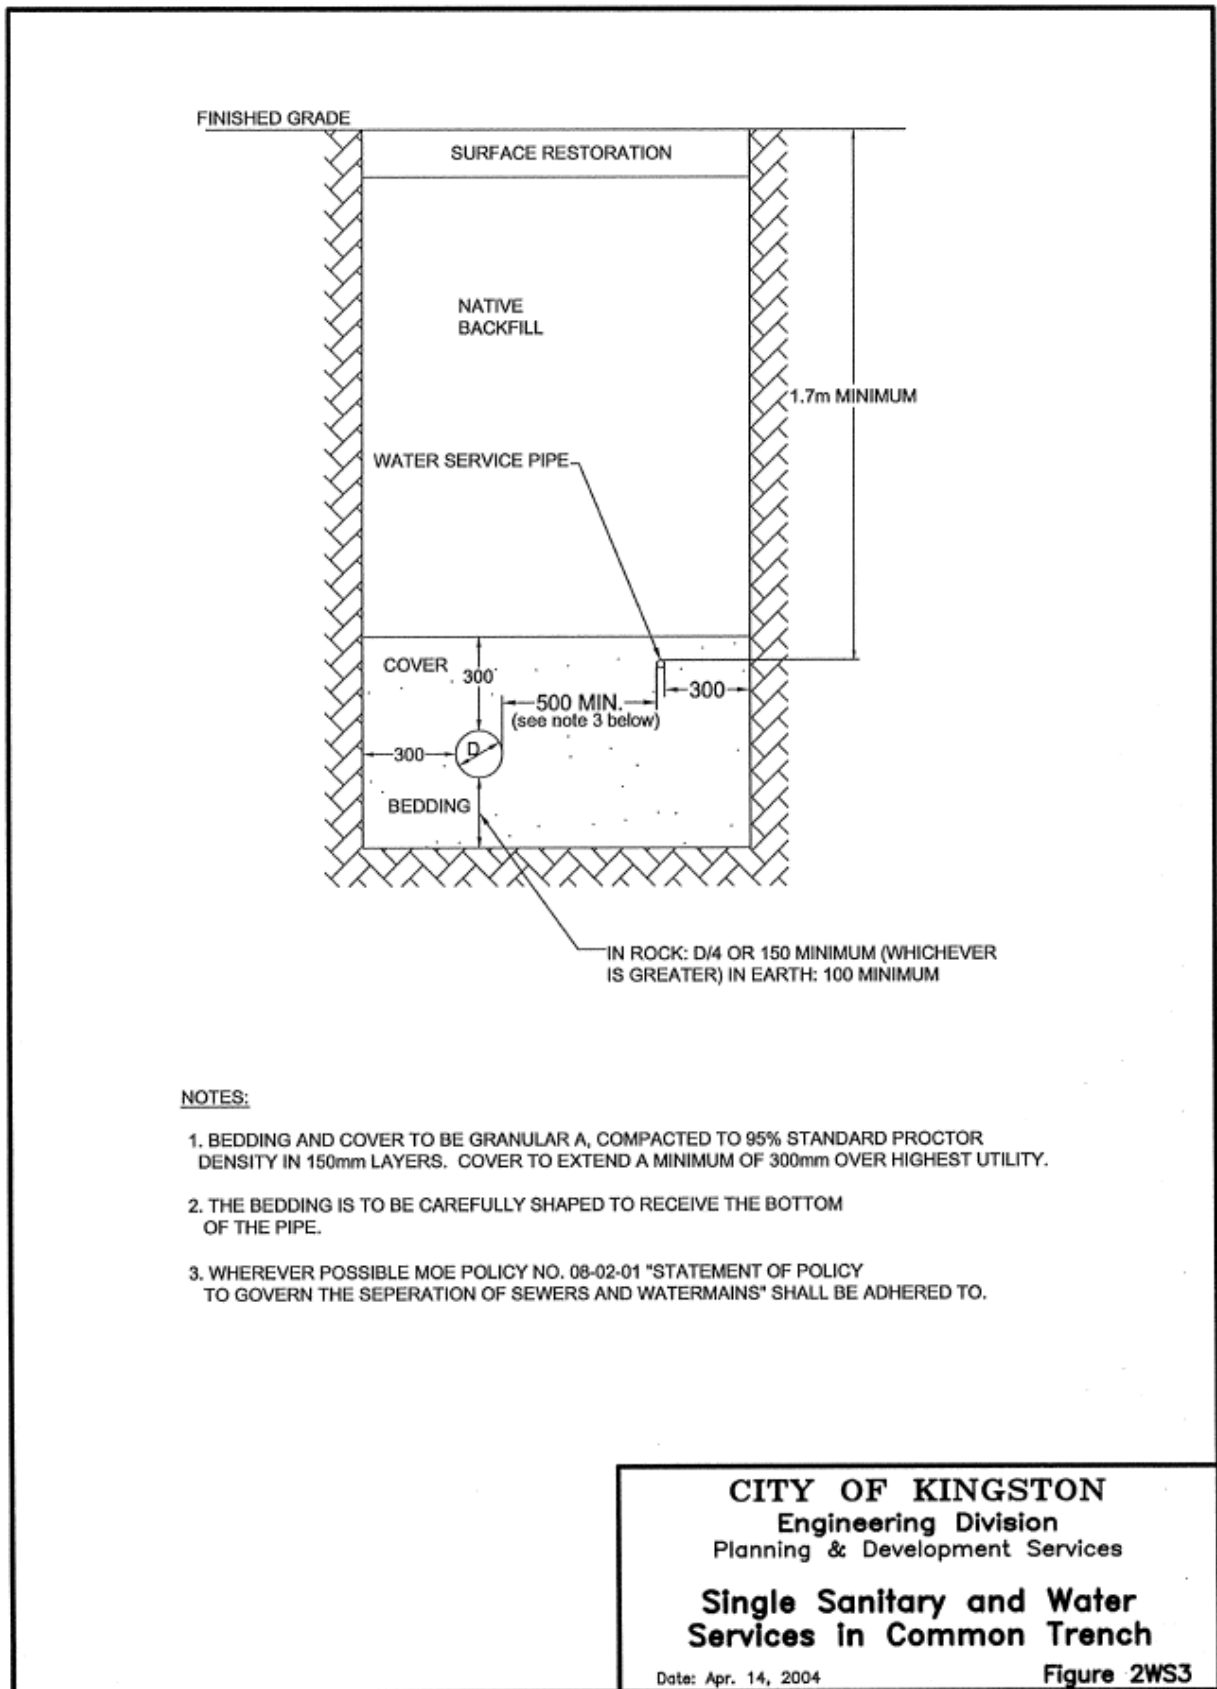 FINISHED GRADE
SURFACE RESTORATION
NATIVE
BACKFILL
1.7m MINIMUM
WATER SERVICE PIPE
COVER
300
300
500 MIN.
(see note 3 below)
300
D
BEDDING
IN ROCK: D/4 OR 150 MINIMUM (WHICHEVER
IS GREATER) IN EARTH: 100 MINIMUM
NOTES:
1. BEDDING AND COVER TO BE GRANULAR A, COMPACTED TO 95% STANDARD PROCTOR
DENSITY IN 150mm LAYERS. COVER TO EXTEND A MINIMUM OF 300mm OVER HIGHEST UTILITY.
2. THE BEDDING IS TO BE CAREFULLY SHAPED TO RECEIVE THE BOTTOM
OF THE PIPE.
3. WHEREVER POSSIBLE MOE POLICY NO. 08-02-01 "STATEMENT OF POLICY
TO GOVERN THE SEPERATION OF SEWERS AND WATERMAINS" SHALL BE ADHERED TO.
CITY OF KINGSTON
Engineering Division
Planning & Development Services
Single Sanitary and Water
Services in Common Trench
Date: Apr. 14, 2004
Figure 2WS3